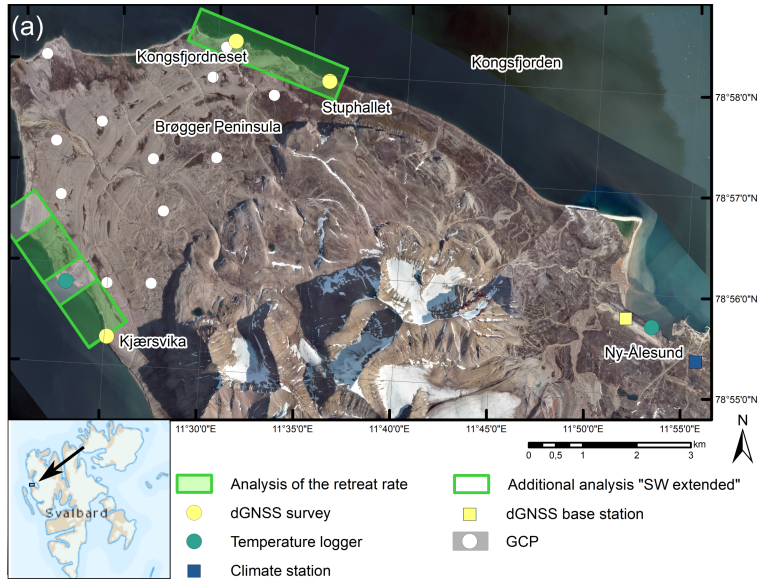 (a)
Kongsfjordneset
Kongsfjorden
Stuphallet
78°58'0"N
Brøgger Peninsula
78°57'0"N
78°56'0"N
Kjærsvika
Ny-Ålesund
78°55'0"N
11°30'0"E 11°35'0"E 11°40'0"E 11°45'0"E 11°50'0"E 11°55'0"E
N
km
0 0,5 1 2 3
Svalbard
Analysis of the retreat rate
Additional analysis "SW extended"
dGNSS survey
dGNSS base station
Temperature logger
GCP
Climate station